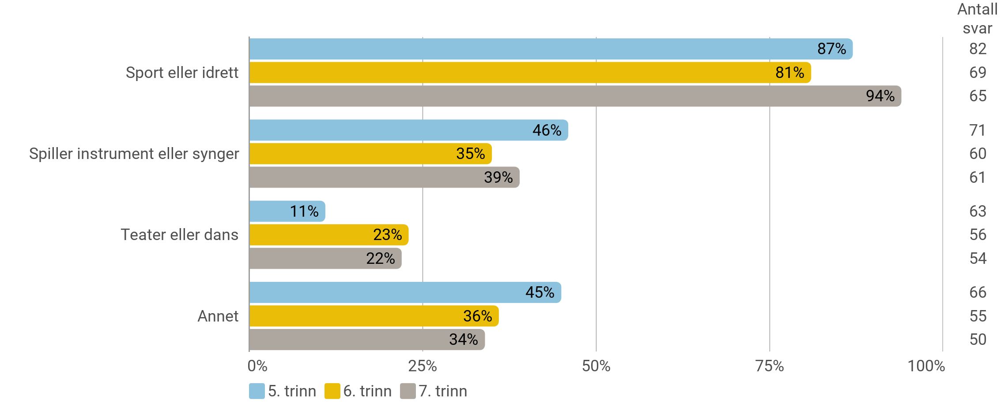 Antall
svar
87% 82
Sport eller idrett 81% 69
94% 65
46% 71
Spiller instrument eller synger 35% 60
39% 61
11% 63
Teater eller dans 23% 56
22% 54
45% 66
Annet 36% 55
34% 50
0% 25% 50% 75% 100%
5. trinn 6. trinn 7. trinn